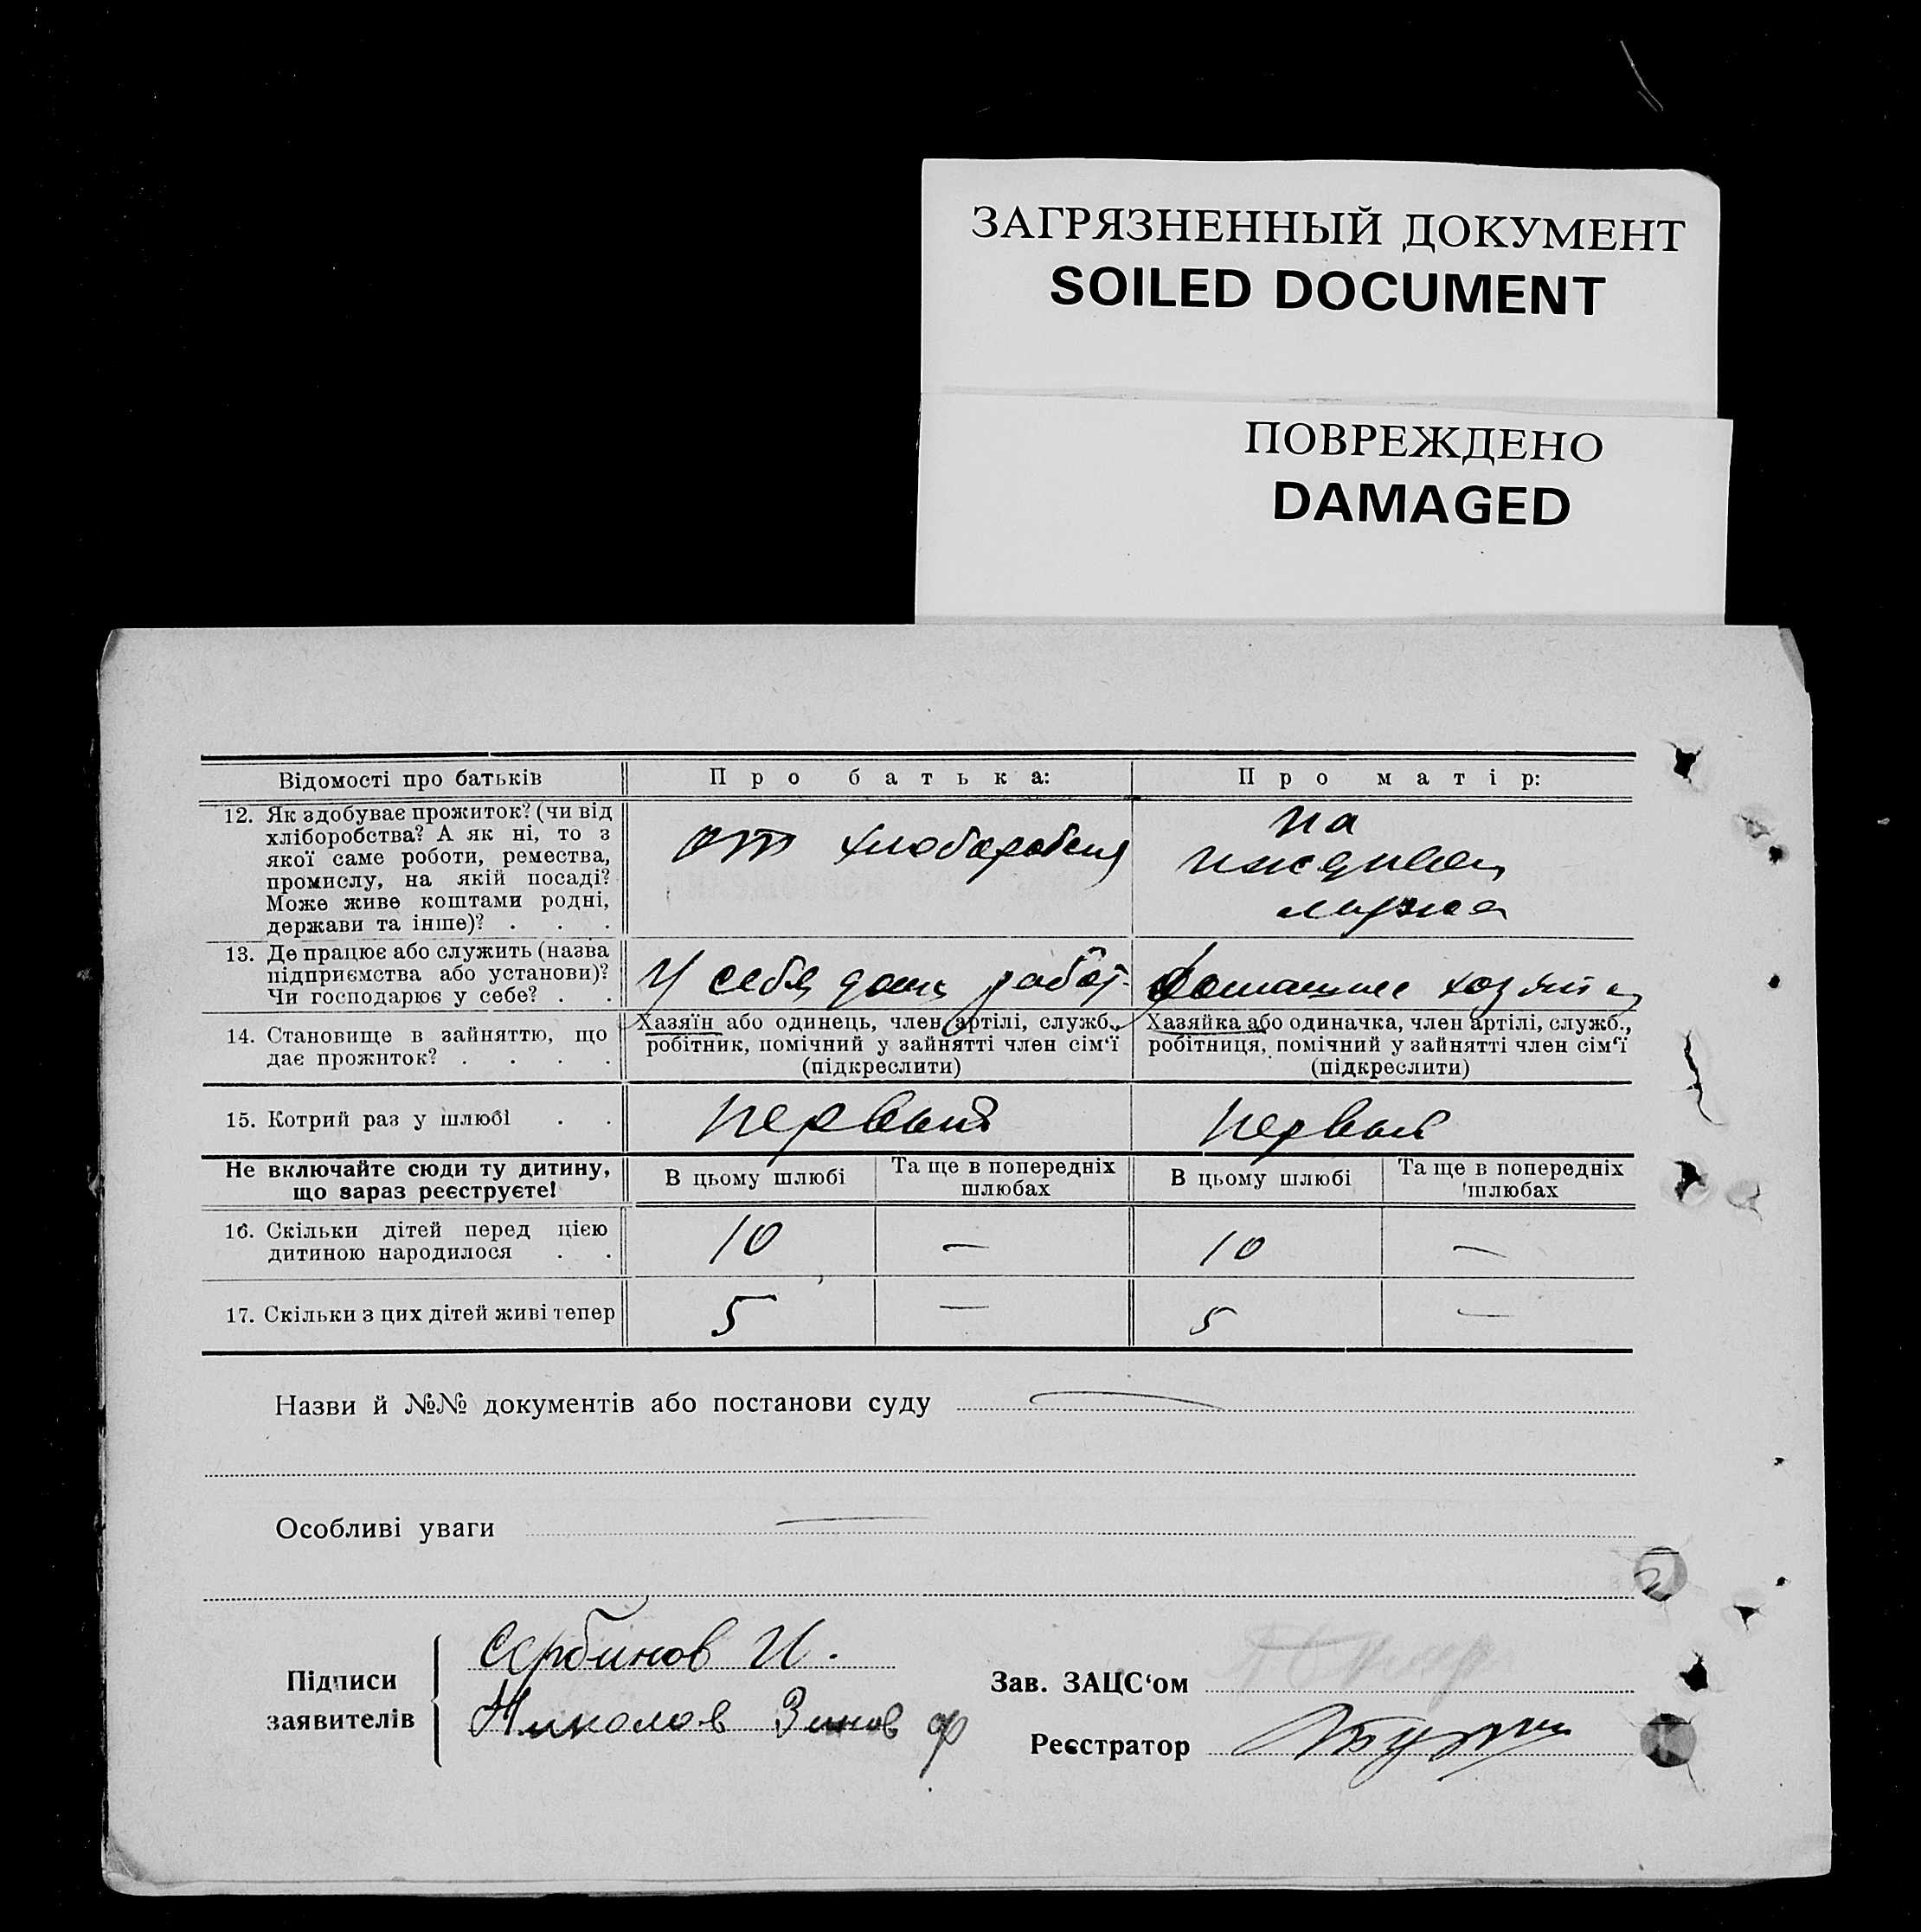 ЗАГРЯЗНЕННЫЙ ДОКУМЕНТ
SOILED DOCUMENT
ПОВРЕЖДЕНО
DAMAGED
Відомості про батьків
Про батька:
Про матір:
12. Як здобуває прожиток? (чи від
хліборобства? А як ні, то з
якої саме роботи, ремества,
промислу, на якій посаді?
Може живе коштами родні,
держави та інше)? . . .
от
на
мужа
13. Де працює або служить (назва
підприємства або установи)?
Чи господарює у себе? . .
У себя дома работ.
домашнее
14. Становище в зайняттю, що
дає прожиток? . . . .
Хазяїн або одинець, член артілі, служб.,
робітник, помічний у зайнятті член сім'ї
(підкреслити)
Хазяйка або одиначка, член артілі, служб.,
робітниця, помічний у зайнятті член сім'ї
(підкреслити)
15. Котрий раз у шлюбі . .
первый
первый
Не включайте сюди ту дитину,
що зараз реєструєте!
В цьому шлюбі
Та ще в попередніх
шлюбах
В цьому шлюбі
Та ще в попередніх
шлюбах
16. Скільки дітей перед цією
дитиною народилося . .
10
—
10
—
17. Скільки з цих дітей живі тепер
5
—
5
—
Назви й №№ документів або постанови суду —
Особливі уваги —
Підписи
заявителів
Сербинов И.
Николов Зинов
Зав. ЗАЦС‘ом
Реєстратор